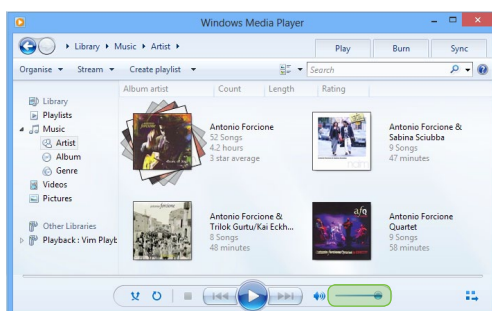 Windows Media Player
Library Music Artist
Play Burn Sync
Organise Stream Create playlist Search
Album artist Count Length Rating
Library
Playlists
Music
Artist
Album
Genre
Videos
Pictures
Other Libraries
Playback : Vim Playb
Antonio Forcione
52 Songs
4.2 hours
3 star average
Antonio Forcione &
Sabina Sciubba
9 Songs
47 minutes
Antonio Forcione &
Trilok Gurtu/Kai Eckh...
8 Songs
48 minutes
afq
Antonio Forcione
Quartet
9 Songs
58 minutes